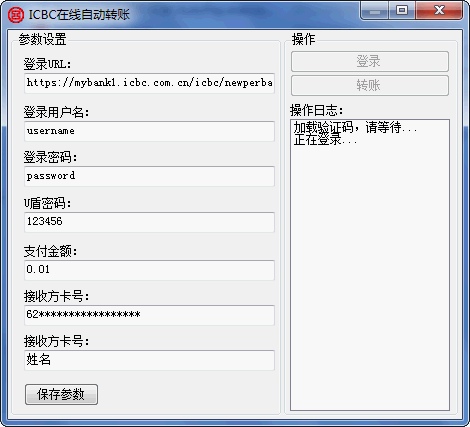 ICBC在线自动转账
参数设置
登录URL:
https://mybank1.icbc.com.cn/icbc/newperba
登录用户名:
username
登录密码:
password
U盾密码:
123456
支付金额:
0.01
接收方卡号:
62*****************
接收方卡号:
姓名
保存参数
操作
登录
转账
操作日志:
加载验证码，请等待...
正在登录...